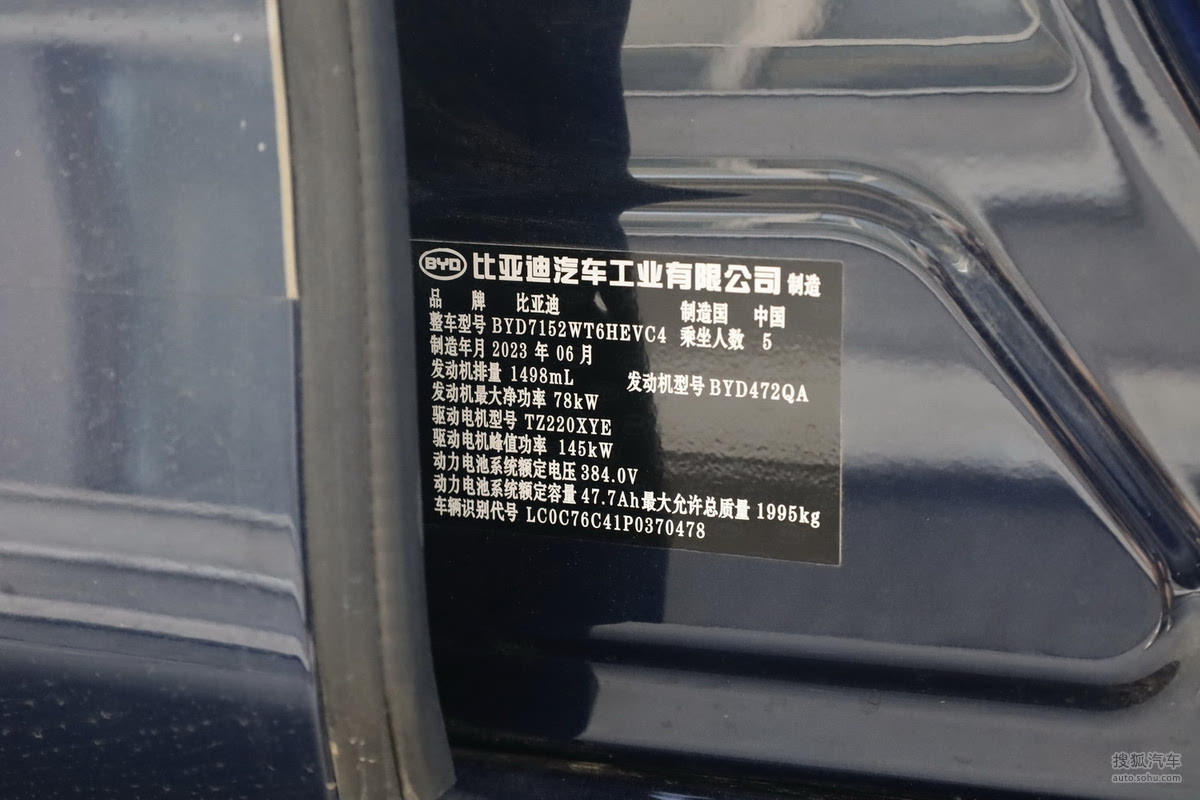 BYD 比亚迪汽车工业有限公司 制造
品 牌 比亚迪 制造国 中国
整车型号 BYD7152WT6HEVC4 乘坐人数 5
制造年月 2023 年 06 月
发动机排量 1498mL 发动机型号 BYD472QA
发动机最大净功率 78kW
驱动电机型号 TZ220XYE
驱动电机峰值功率 145kW
动力电池系统额定电压 384.0V
动力电池系统额定容量 47.7Ah 最大允许总质量 1995kg
车辆识别代号 LC0C76C41P0370478
搜狐汽车
auto.sohu.com